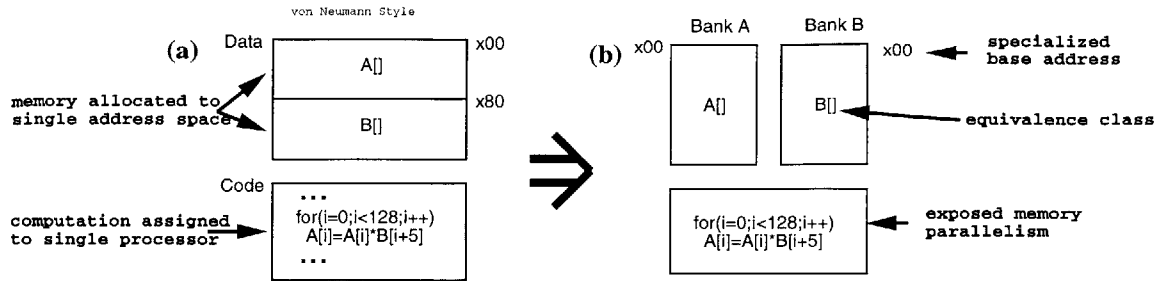 von Neumann Style
(a)
Data
x00
A[]
x80
B[]
memory allocated to
single address space
Code
...
for(i=0;i<128;i++)
A[i]=A[i]*B[i+5]
...
computation assigned
to single processor
(b)
Bank A
Bank B
x00
x00
A[]
B[]
specialized
base address
equivalence class
for(i=0;i<128;i++)
A[i]=A[i]*B[i+5]
exposed memory
parallelism